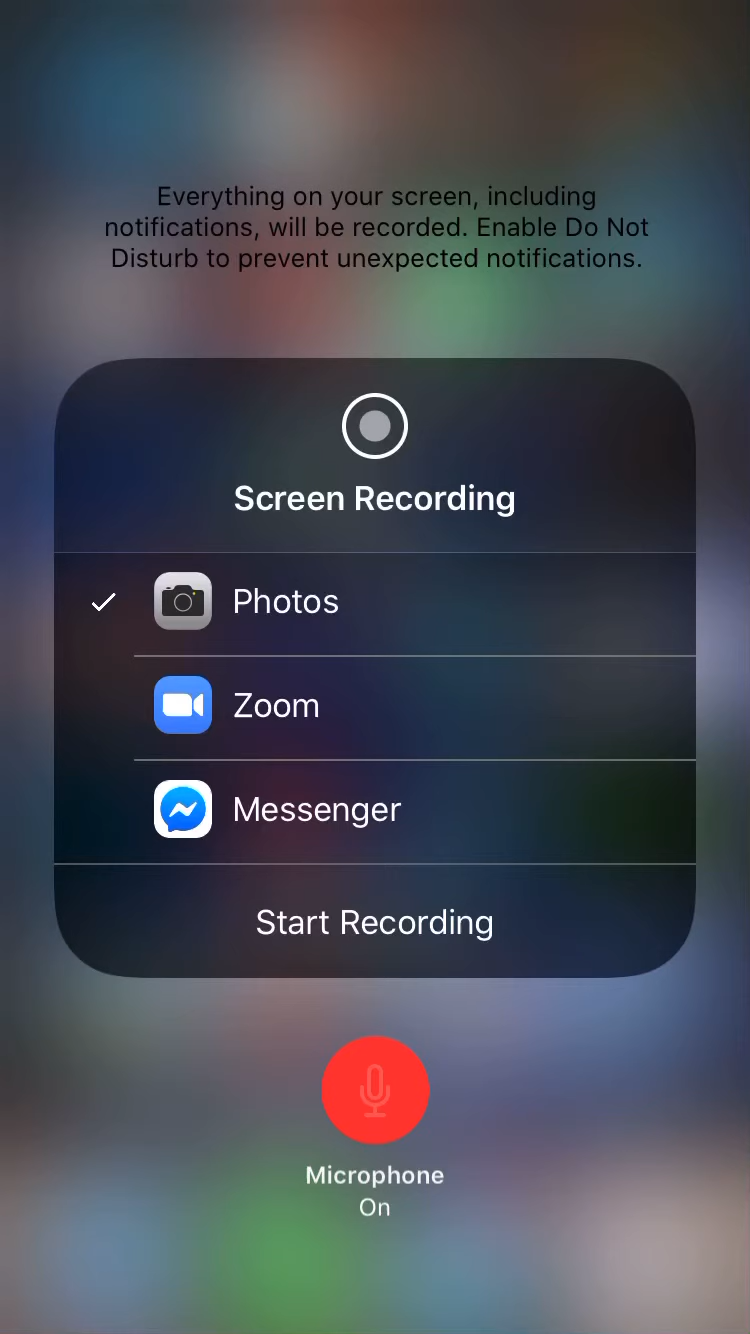 Everything on your screen, including
notifications, will be recorded. Enable Do Not
Disturb to prevent unexpected notifications.
Screen Recording
Photos
Zoom
Messenger
Start Recording
Microphone
On